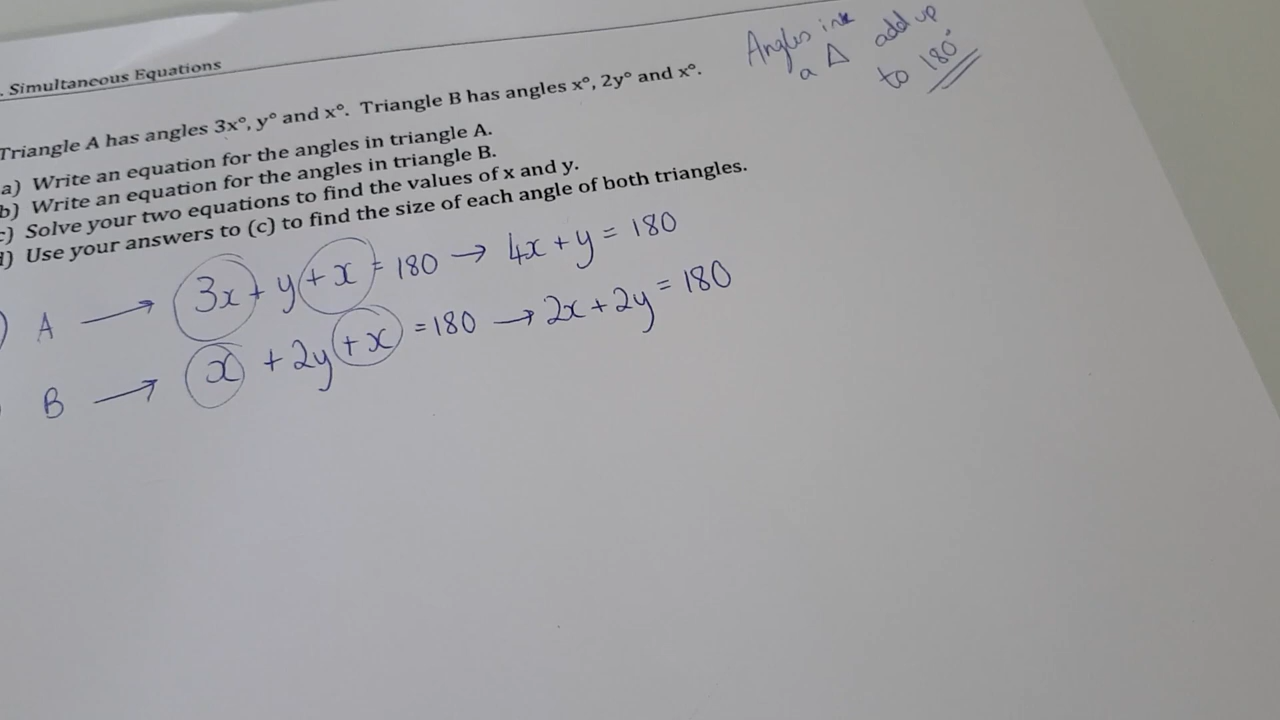 . Simultaneous Equations
Triangle A has angles 3x°, y° and x°. Triangle B has angles x°, 2y° and x°.
a) Write an equation for the angles in triangle A.
b) Write an equation for the angles in triangle B.
c) Solve your two equations to find the values of x and y.
d) Use your answers to (c) to find the size of each angle of both triangles.
Angles in a Δ add up to 180°
) A → 3x + y + x = 180 → 4x + y = 180
B → x + 2y + x = 180 → 2x + 2y = 180